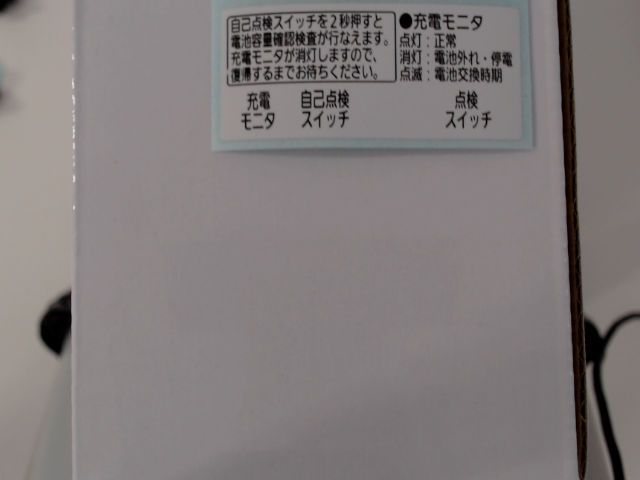 自己点検スイッチを2秒押すと
電池容量確認検査が行なえます。
充電モニタが消灯しますので、
復帰するまでお待ちください。
●充電モニタ
点灯：正常
消灯：電池外れ・停電
点滅：電池交換時期
充電
モニタ
自己点検
スイッチ
点検
スイッチ